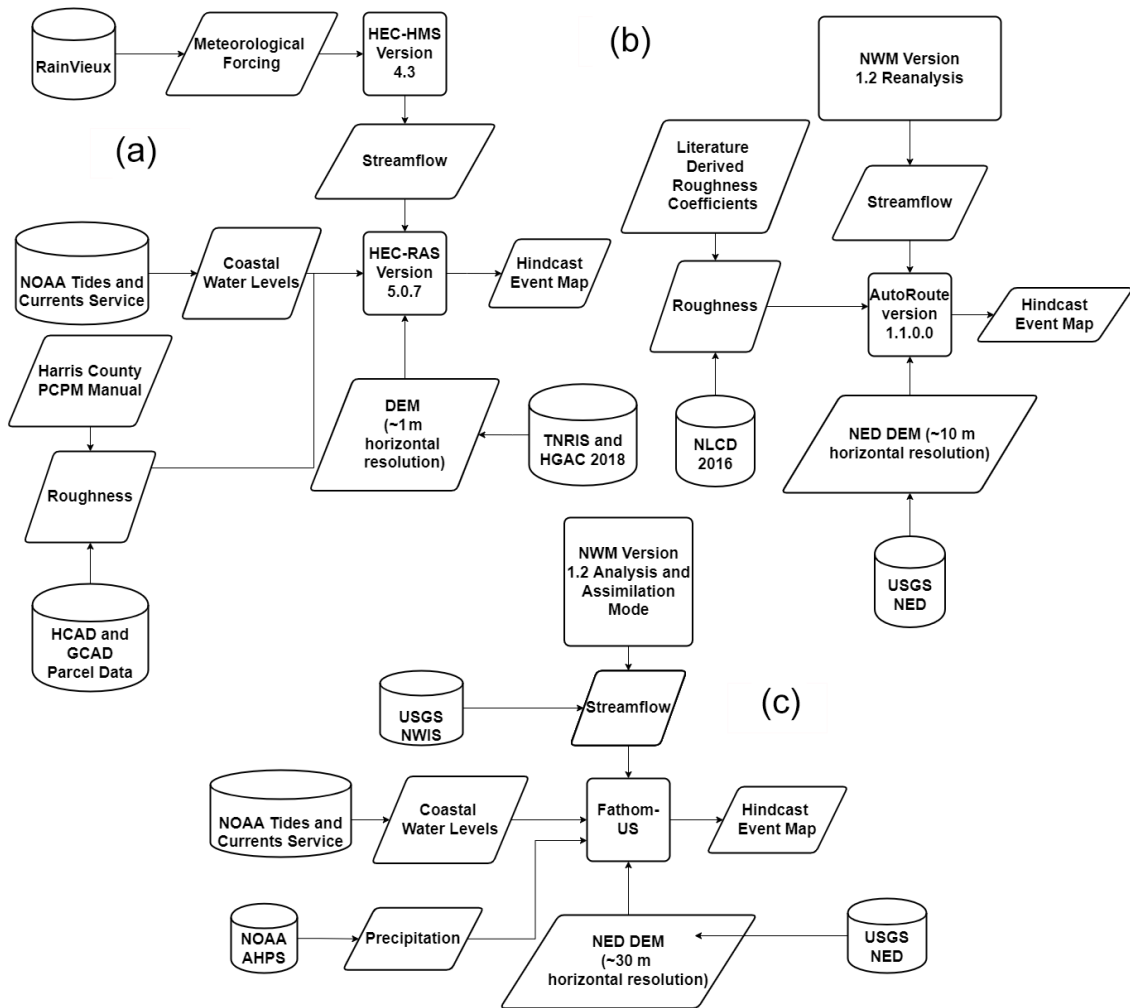 (a)
RainVieux
Meteorological
Forcing
HEC-HMS
Version
4.3
Streamflow
NOAA Tides and
Currents Service
Coastal
Water Levels
HEC-RAS
Version
5.0.7
Hindcast
Event Map
Harris County
PCPM Manual
Roughness
HCAD and
GCAD
Parcel Data
DEM
(~1 m
horizontal
resolution)
TNRIS and
HGAC 2018
(b)
NWM Version
1.2 Reanalysis
Literature
Derived
Roughness
Coefficients
Streamflow
Roughness
AutoRoute
version
1.1.0.0
Hindcast
Event Map
NLCD
2016
NED DEM (~10 m
horizontal resolution)
USGS
NED
(c)
NWM Version
1.2 Analysis and
Assimilation
Mode
USGS
NWIS
Streamflow
NOAA Tides and
Currents Service
Coastal
Water Levels
Fathom-
US
Hindcast
Event Map
NOAA
AHPS
Precipitation
NED DEM
(~30 m
horizontal resolution)
USGS
NED